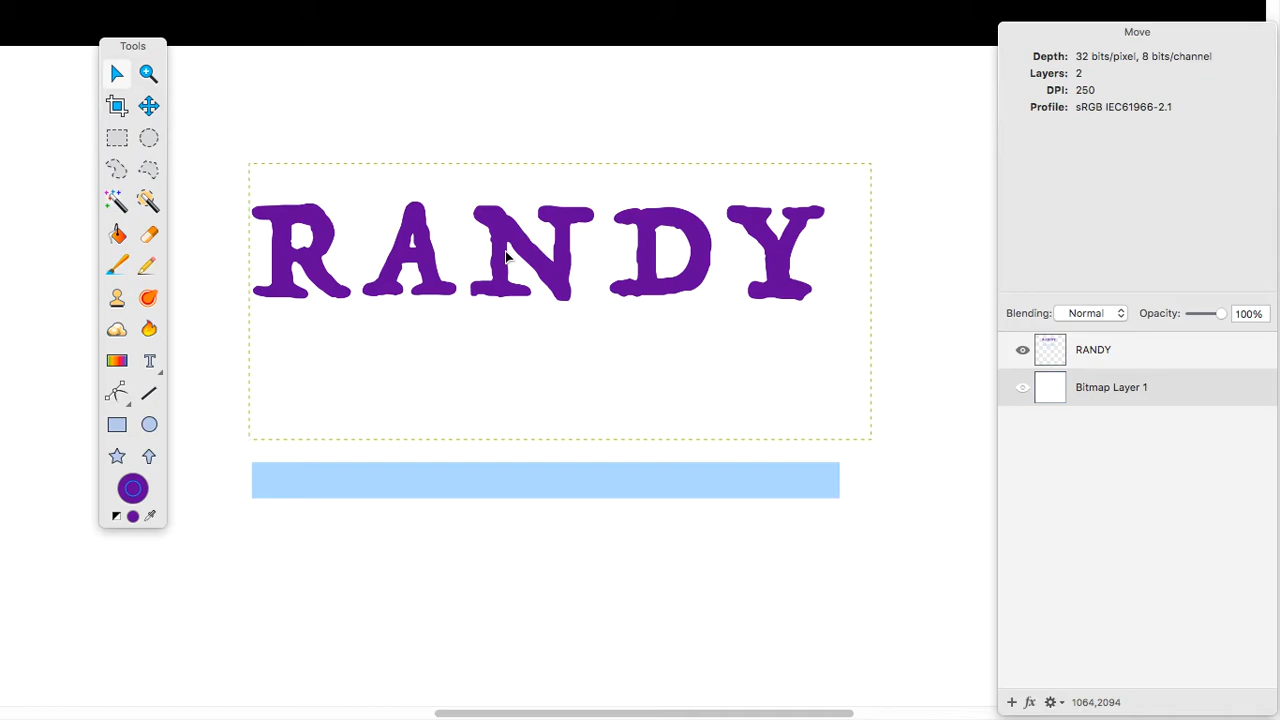 Tools
Move
Depth: 32 bits/pixel, 8 bits/channel
Layers: 2
DPI: 250
Profile: sRGB IEC61966-2.1
RANDY
Blending: Normal Opacity: 100%
RANDY
Bitmap Layer 1
T
+ fx 1064,2094